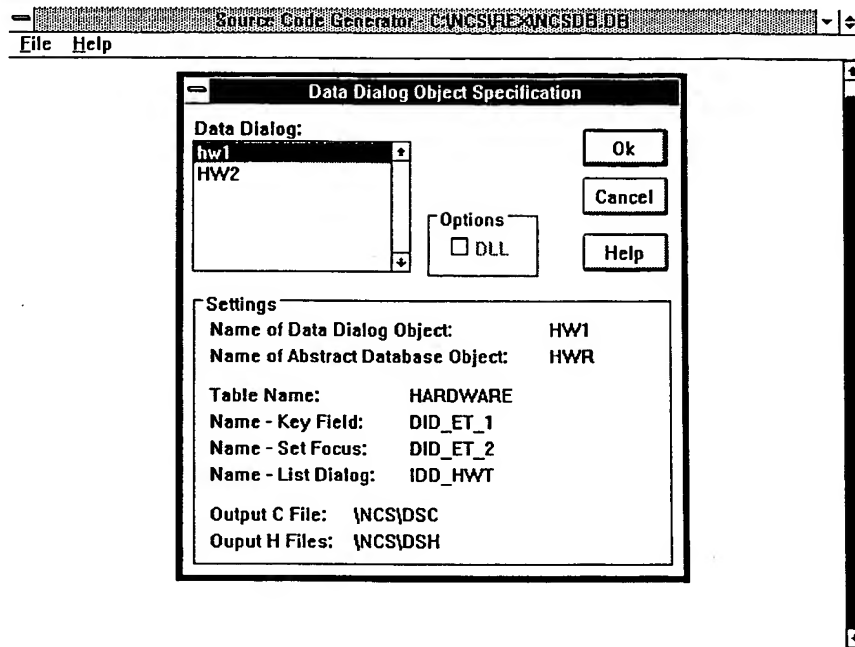 Source Code Generator - C:\NCS\REX\NCSDB.DB
File Help
Data Dialog Object Specification
Data Dialog:
hw1
HW2
Options
DLL
Ok
Cancel
Help
Settings
Name of Data Dialog Object: HW1
Name of Abstract Database Object: HWR
Table Name: HARDWARE
Name - Key Field: DID_ET_1
Name - Set Focus: DID_ET_2
Name - List Dialog: IDD_HWT
Output C File: \NCS\DSC
Ouput H Files: \NCS\DSH